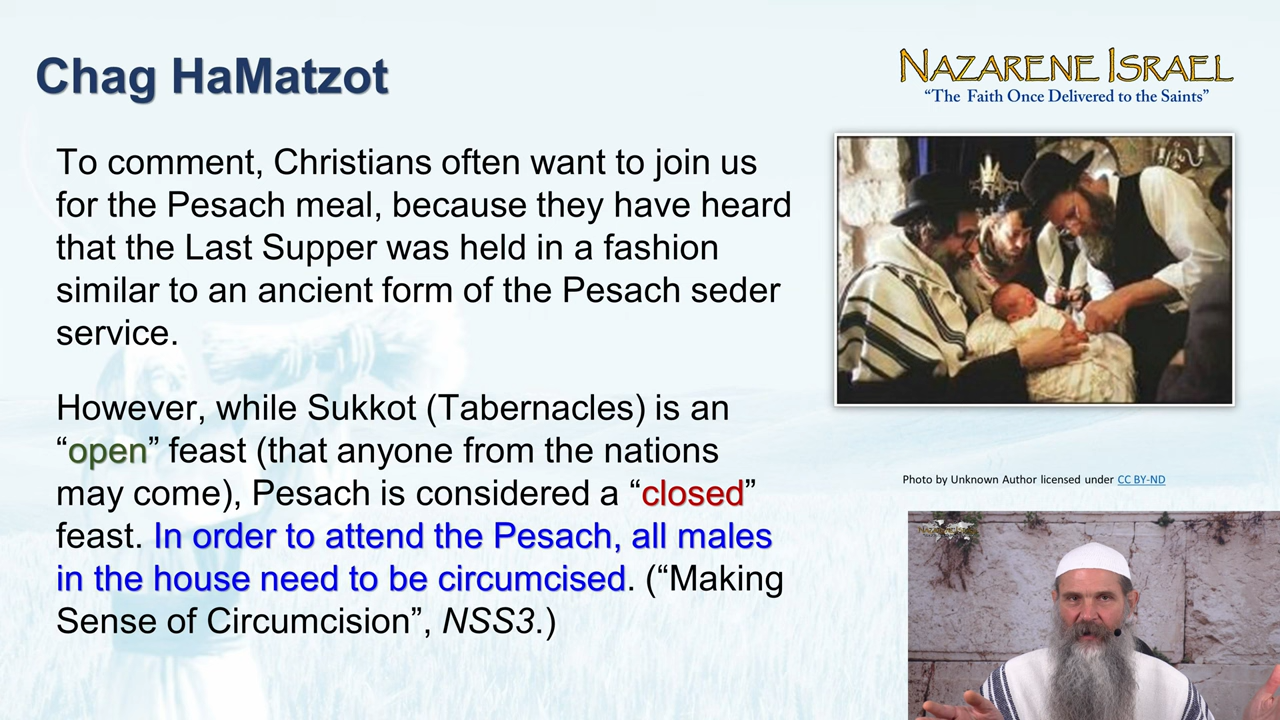 Chag HaMatzot
NAZARENE ISRAEL
“The Faith Once Delivered to the Saints”
To comment, Christians often want to join us
for the Pesach meal, because they have heard
that the Last Supper was held in a fashion
similar to an ancient form of the Pesach seder
service.
However, while Sukkot (Tabernacles) is an
“open” feast (that anyone from the nations
may come), Pesach is considered a “closed”
feast. In order to attend the Pesach, all males
in the house need to be circumcised. (“Making
Sense of Circumcision”, NSS3.)
Photo by Unknown Author licensed under CC BY-ND